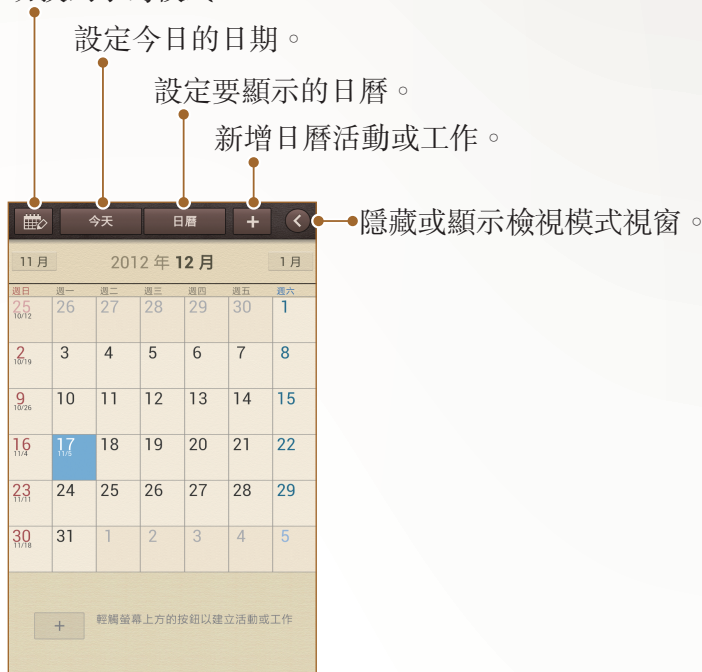 設定今日的日期。
設定要顯示的日曆。
新增日曆活動或工作。
今天 日曆 +
隱藏或顯示檢視模式視窗。
11 月 2012 年 12 月 1 月
週日 週一 週二 週三 週四 週五 週六
25 26 27 28 29 30 1
10/12
2 3 4 5 6 7 8
10/19
9 10 11 12 13 14 15
10/26
16 17 18 19 20 21 22
11/4 11/5
23 24 25 26 27 28 29
11/11
30 31 1 2 3 4 5
11/18
+ 輕觸螢幕上方的按鈕以建立活動或工作